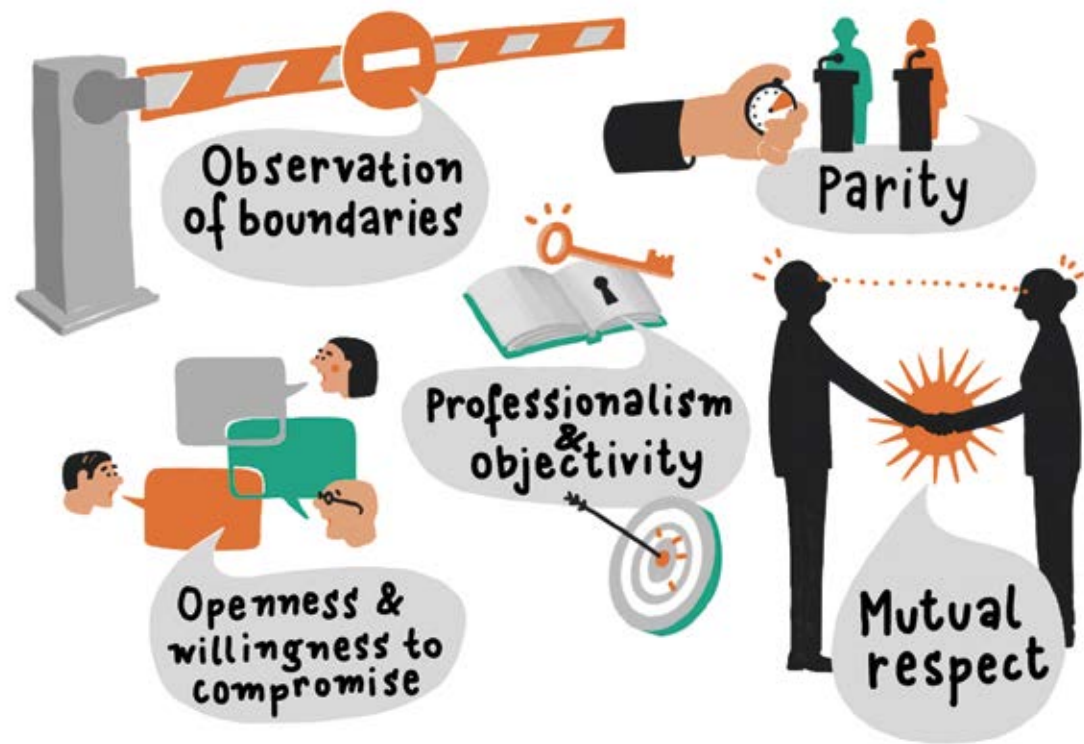 Observation
of boundaries
Parity
Professionalism
&
objectivity
Openness &
willingness to
compromise
Mutual
respect